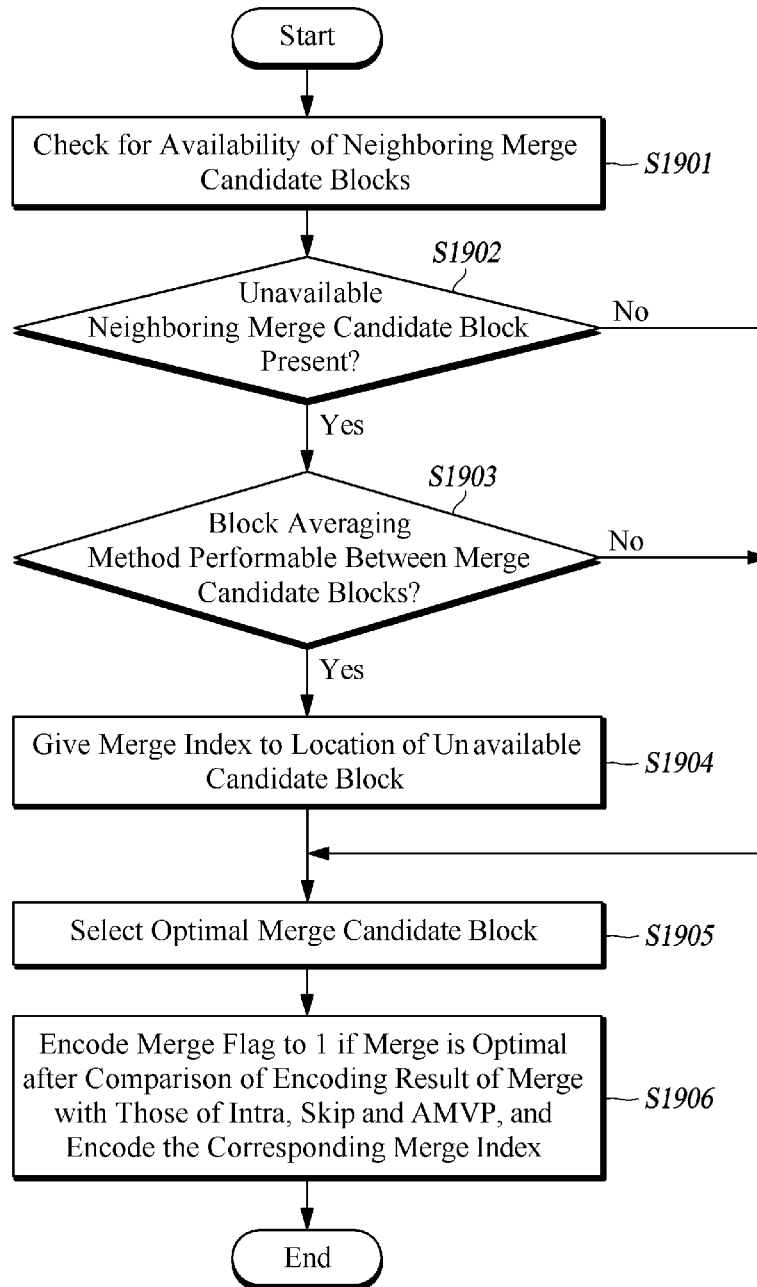 Start
Check for Availability of Neighboring Merge
Candidate Blocks
S1901
S1902
Unavailable
Neighboring Merge Candidate Block
Present?
No
Yes
S1903
Block Averaging
Method Performable Between Merge
Candidate Blocks?
No
Yes
Give Merge Index to Location of Unavailable
Candidate Block
S1904
Select Optimal Merge Candidate Block
S1905
Encode Merge Flag to 1 if Merge is Optimal
after Comparison of Encoding Result of Merge
with Those of Intra, Skip and AMVP, and
Encode the Corresponding Merge Index
S1906
End